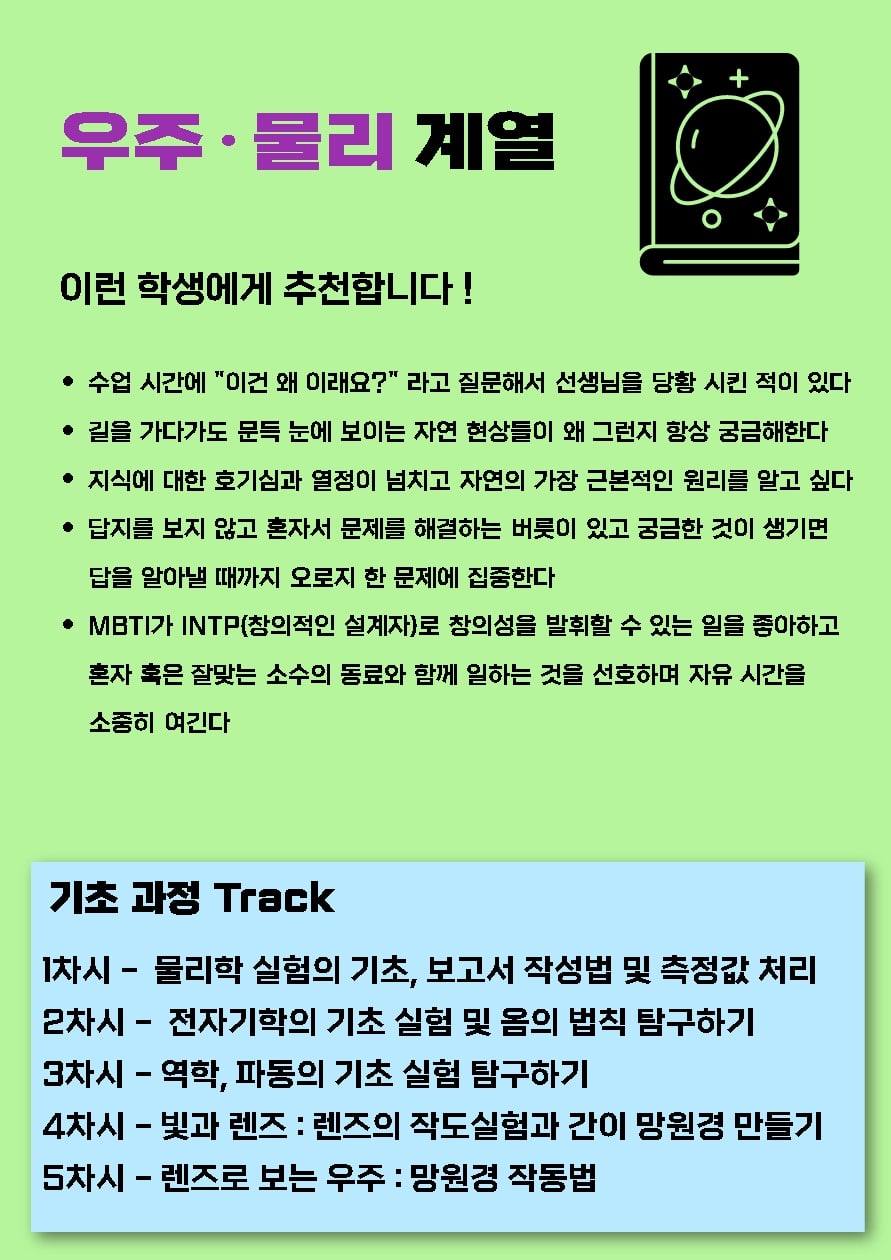 우주 · 물리 계열
이런 학생에게 추천합니다 !
• 수업 시간에 "이건 왜 이래요?" 라고 질문해서 선생님을 당황 시킨 적이 있다
• 길을 가다가도 문득 눈에 보이는 자연 현상들이 왜 그런지 항상 궁금해한다
• 지식에 대한 호기심과 열정이 넘치고 자연의 가장 근본적인 원리를 알고 싶다
• 답지를 보지 않고 혼자서 문제를 해결하는 버릇이 있고 궁금한 것이 생기면
답을 알아낼 때까지 오로지 한 문제에 집중한다
• MBTI가 INTP(창의적인 설계자)로 창의성을 발휘할 수 있는 일을 좋아하고
혼자 혹은 잘맞는 소수의 동료와 함께 일하는 것을 선호하며 자유 시간을
소중히 여긴다
기초 과정 Track
1차시 - 물리학 실험의 기초, 보고서 작성법 및 측정값 처리
2차시 - 전자기학의 기초 실험 및 옴의 법칙 탐구하기
3차시 - 역학, 파동의 기초 실험 탐구하기
4차시 - 빛과 렌즈 : 렌즈의 작도실험과 간이 망원경 만들기
5차시 - 렌즈로 보는 우주 : 망원경 작동법